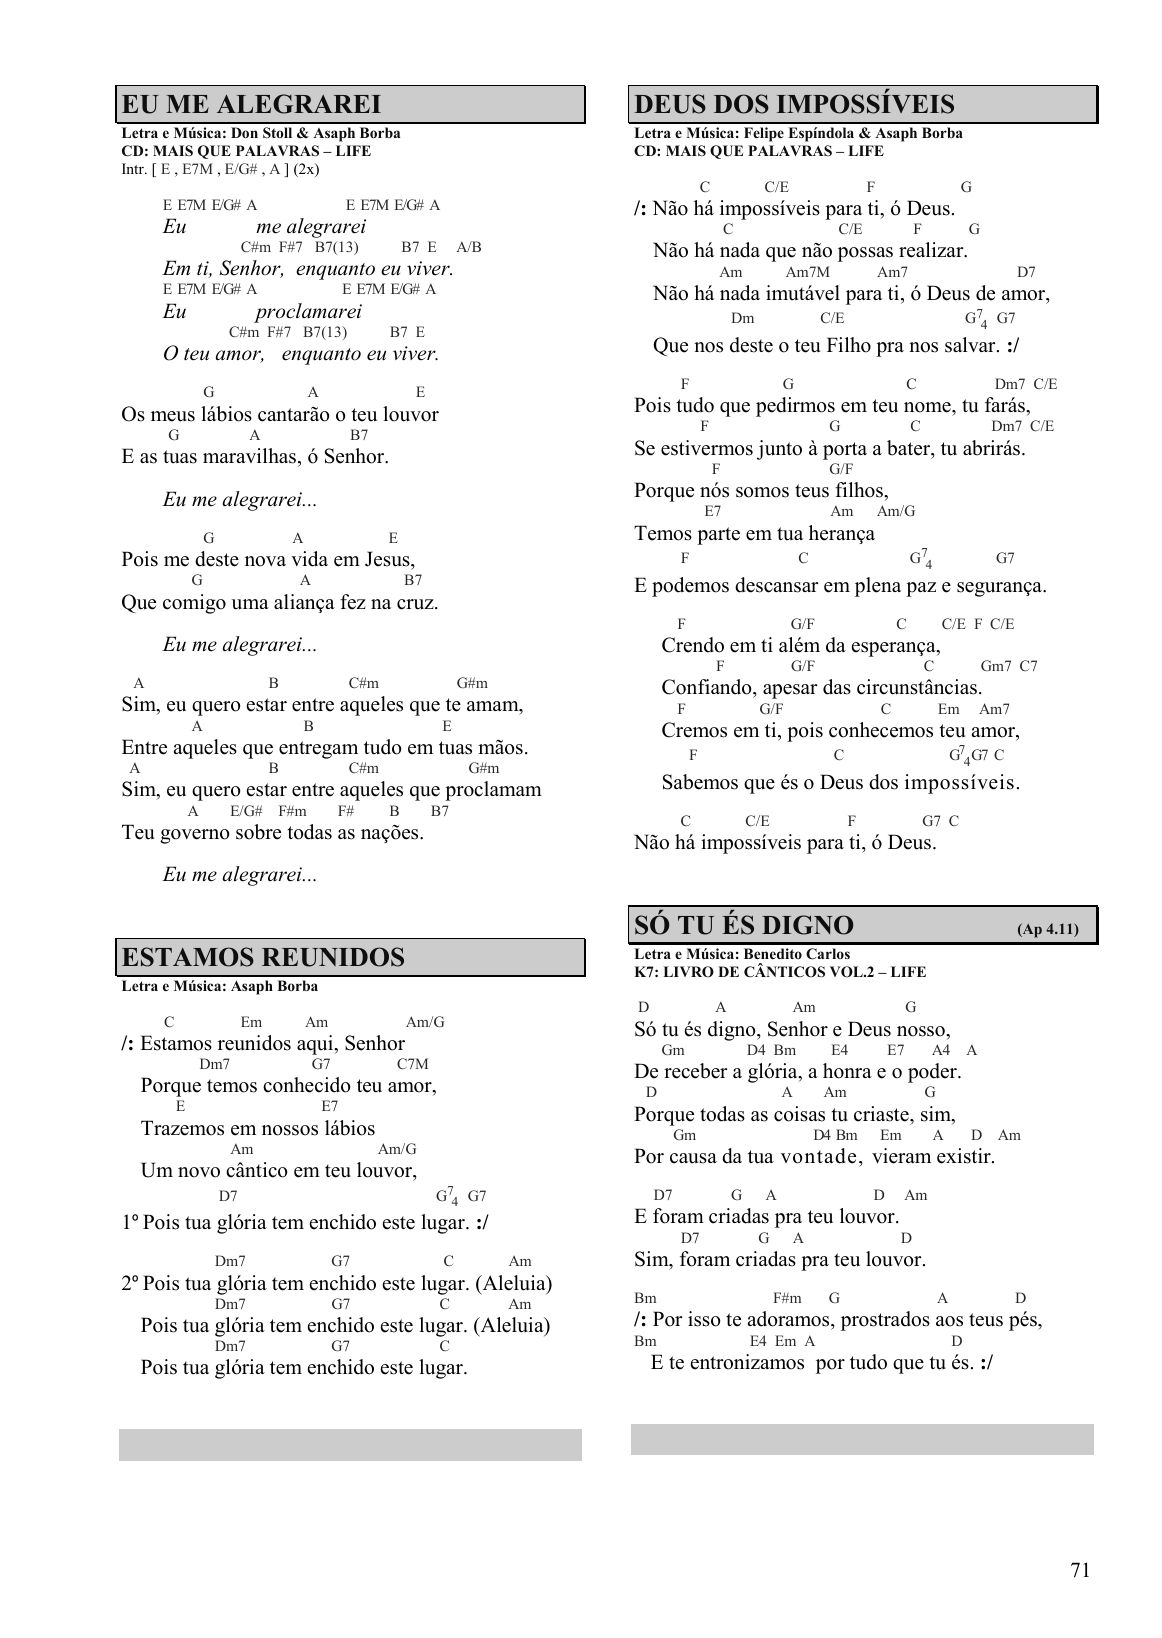 EU ME ALEGRAREI
Letra e Música: Don Stoll & Asaph Borba
CD: MAIS QUE PALAVRAS – LIFE
Intr. [ E , E7M , E/G# , A ] (2x)
E E7M E/G# A E E7M E/G# A
Eu me alegrarei
C#m F#7 B7(13) B7 E A/B
Em ti, Senhor, enquanto eu viver.
E E7M E/G# A E E7M E/G# A
Eu proclamarei
C#m F#7 B7(13) B7 E
O teu amor, enquanto eu viver.
G A E
Os meus lábios cantarão o teu louvor
G A B7
E as tuas maravilhas, ó Senhor.
Eu me alegrarei...
G A E
Pois me deste nova vida em Jesus,
G A B7
Que comigo uma aliança fez na cruz.
Eu me alegrarei...
A B C#m G#m
Sim, eu quero estar entre aqueles que te amam,
A B E
Entre aqueles que entregam tudo em tuas mãos.
A B C#m G#m
Sim, eu quero estar entre aqueles que proclamam
A E/G# F#m F# B B7
Teu governo sobre todas as nações.
Eu me alegrarei...
ESTAMOS REUNIDOS
Letra e Música: Asaph Borba
C Em Am Am/G
/: Estamos reunidos aqui, Senhor
Dm7 G7 C7M
Porque temos conhecido teu amor,
E E7
Trazemos em nossos lábios
Am Am/G
Um novo cântico em teu louvor,
D7 G74 G7
1º Pois tua glória tem enchido este lugar. :/
Dm7 G7 C Am
2º Pois tua glória tem enchido este lugar. (Aleluia)
Dm7 G7 C Am
Pois tua glória tem enchido este lugar. (Aleluia)
Dm7 G7 C
Pois tua glória tem enchido este lugar.
DEUS DOS IMPOSSÍVEIS
Letra e Música: Felipe Espíndola & Asaph Borba
CD: MAIS QUE PALAVRAS – LIFE
C C/E F G
/: Não há impossíveis para ti, ó Deus.
C C/E F G
Não há nada que não possas realizar.
Am Am7M Am7 D7
Não há nada imutável para ti, ó Deus de amor,
Dm C/E G74 G7
Que nos deste o teu Filho pra nos salvar. :/
F G C Dm7 C/E
Pois tudo que pedirmos em teu nome, tu farás,
F G C Dm7 C/E
Se estivermos junto à porta a bater, tu abrirás.
F G/F
Porque nós somos teus filhos,
E7 Am Am/G
Temos parte em tua herança
F C G74 G7
E podemos descansar em plena paz e segurança.
F G/F C C/E F C/E
Crendo em ti além da esperança,
F G/F C Gm7 C7
Confiando, apesar das circunstâncias.
F G/F C Em Am7
Cremos em ti, pois conhecemos teu amor,
F C G74G7 C
Sabemos que és o Deus dos impossíveis.
C C/E F G7 C
Não há impossíveis para ti, ó Deus.
SÓ TU ÉS DIGNO (Ap 4.11)
Letra e Música: Benedito Carlos
K7: LIVRO DE CÂNTICOS VOL.2 – LIFE
D A Am G
Só tu és digno, Senhor e Deus nosso,
Gm D4 Bm E4 E7 A4 A
De receber a glória, a honra e o poder.
D A Am G
Porque todas as coisas tu criaste, sim,
Gm D4 Bm Em A D Am
Por causa da tua vontade, vieram existir.
D7 G A D Am
E foram criadas pra teu louvor.
D7 G A D
Sim, foram criadas pra teu louvor.
Bm F#m G A D
/: Por isso te adoramos, prostrados aos teus pés,
Bm E4 Em A D
E te entronizamos por tudo que tu és. :/
71